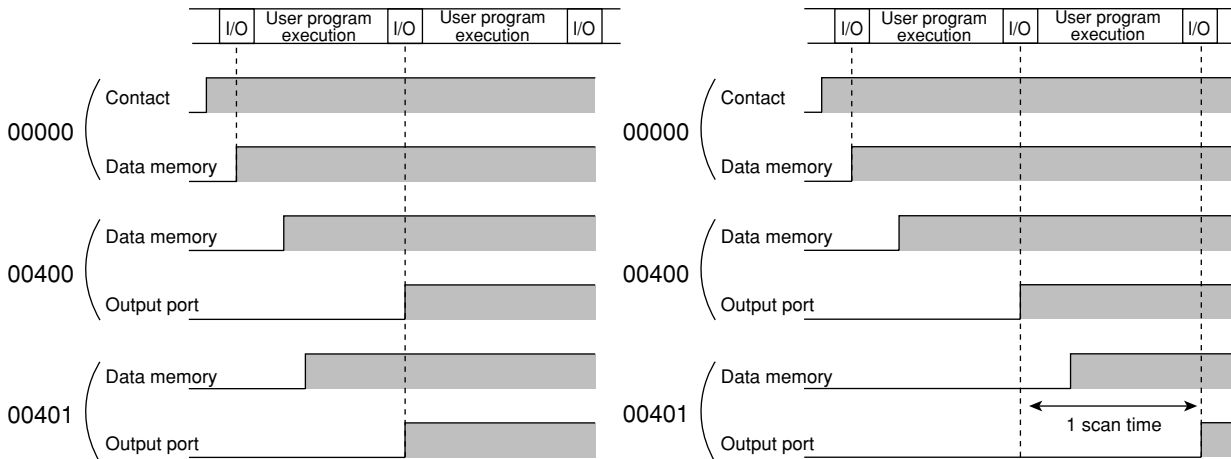 I/O User program execution I/O User program execution I/O
00000
Contact
Data memory
00400
Data memory
Output port
00401
Data memory
Output port
I/O User program execution I/O User program execution I/O
00000
Contact
Data memory
00400
Data memory
Output port
00401
Data memory
1 scan time
Output port